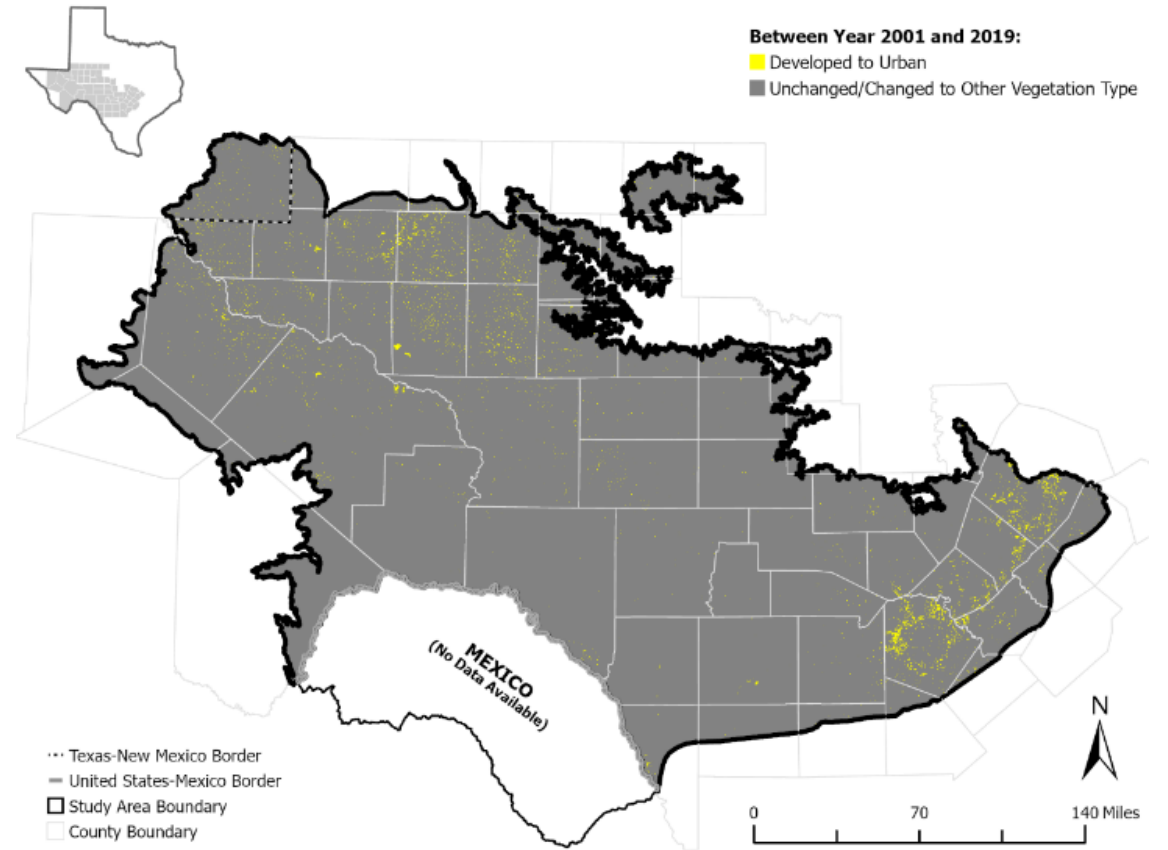 Between Year 2001 and 2019:
Developed to Urban
Unchanged/Changed to Other Vegetation Type
MEXICO
(No Data Available)
N
Texas-New Mexico Border
United States-Mexico Border
Study Area Boundary
County Boundary
0 70 140 Miles